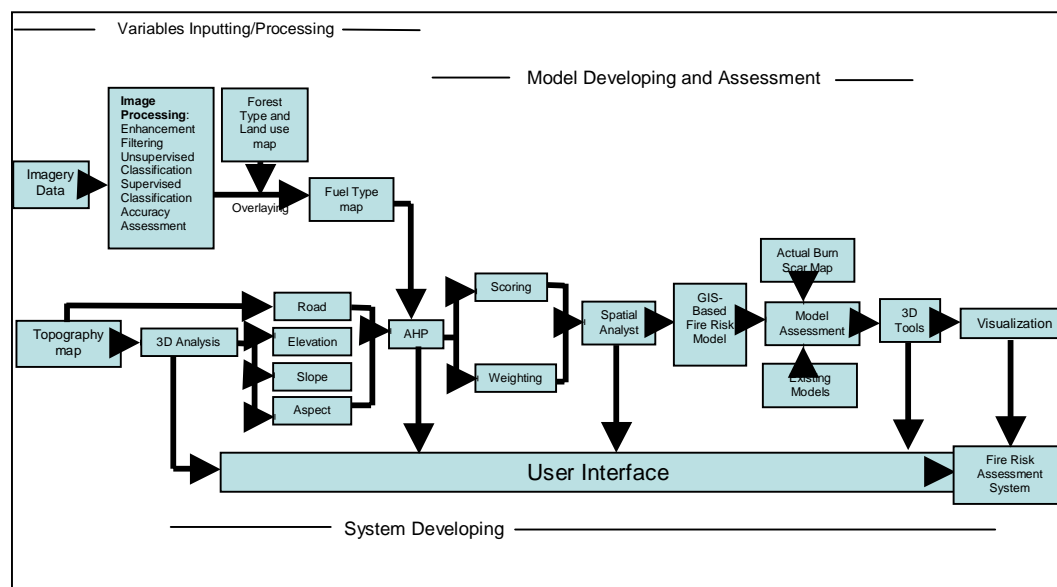 Variables Inputting/Processing
Model Developing and Assessment
Image
Processing:
Enhancement
Filtering
Unsupervised
Classification
Supervised
Classification
Accuracy
Assessment
Forest
Type and
Land use
map
Imagery
Data
Overlaying
Fuel Type
map
Actual Burn
Scar Map
Road
Scoring
GIS-
Based
Fire Risk
Model
Topography
map
3D Analysis
Elevation
AHP
Spatial
Analyst
Model
Assessment
3D
Tools
Visualization
Slope
Weighting
Existing
Models
Aspect
User Interface
Fire Risk
Assessment
System
System Developing